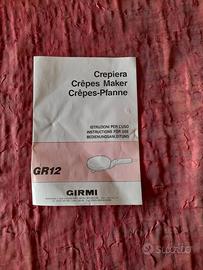 Crepiera
Crêpes Maker
Crêpes-Pfanne
ISTRUZIONI PER L'USO
INSTRUCTIONS FOR USE
BEDIENUNGSANLEITUNG
GR12
GIRMI
subito